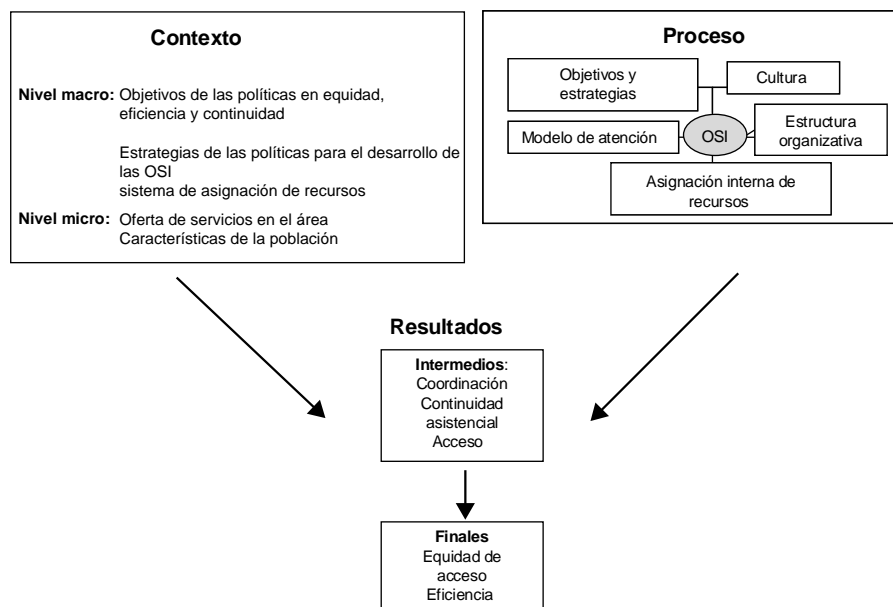 Contexto
Nivel macro: Objetivos de las políticas en equidad,
eficiencia y continuidad
Estrategias de las políticas para el desarrollo de
las OSI
sistema de asignación de recursos
Nivel micro: Oferta de servicios en el área
Características de la población
Proceso
Objetivos y
estrategias
Cultura
Modelo de atención
OSI
Estructura
organizativa
Asignación interna de
recursos
Resultados
Intermedios:
Coordinación
Continuidad
asistencial
Acceso
Finales
Equidad de
acceso
Eficiencia